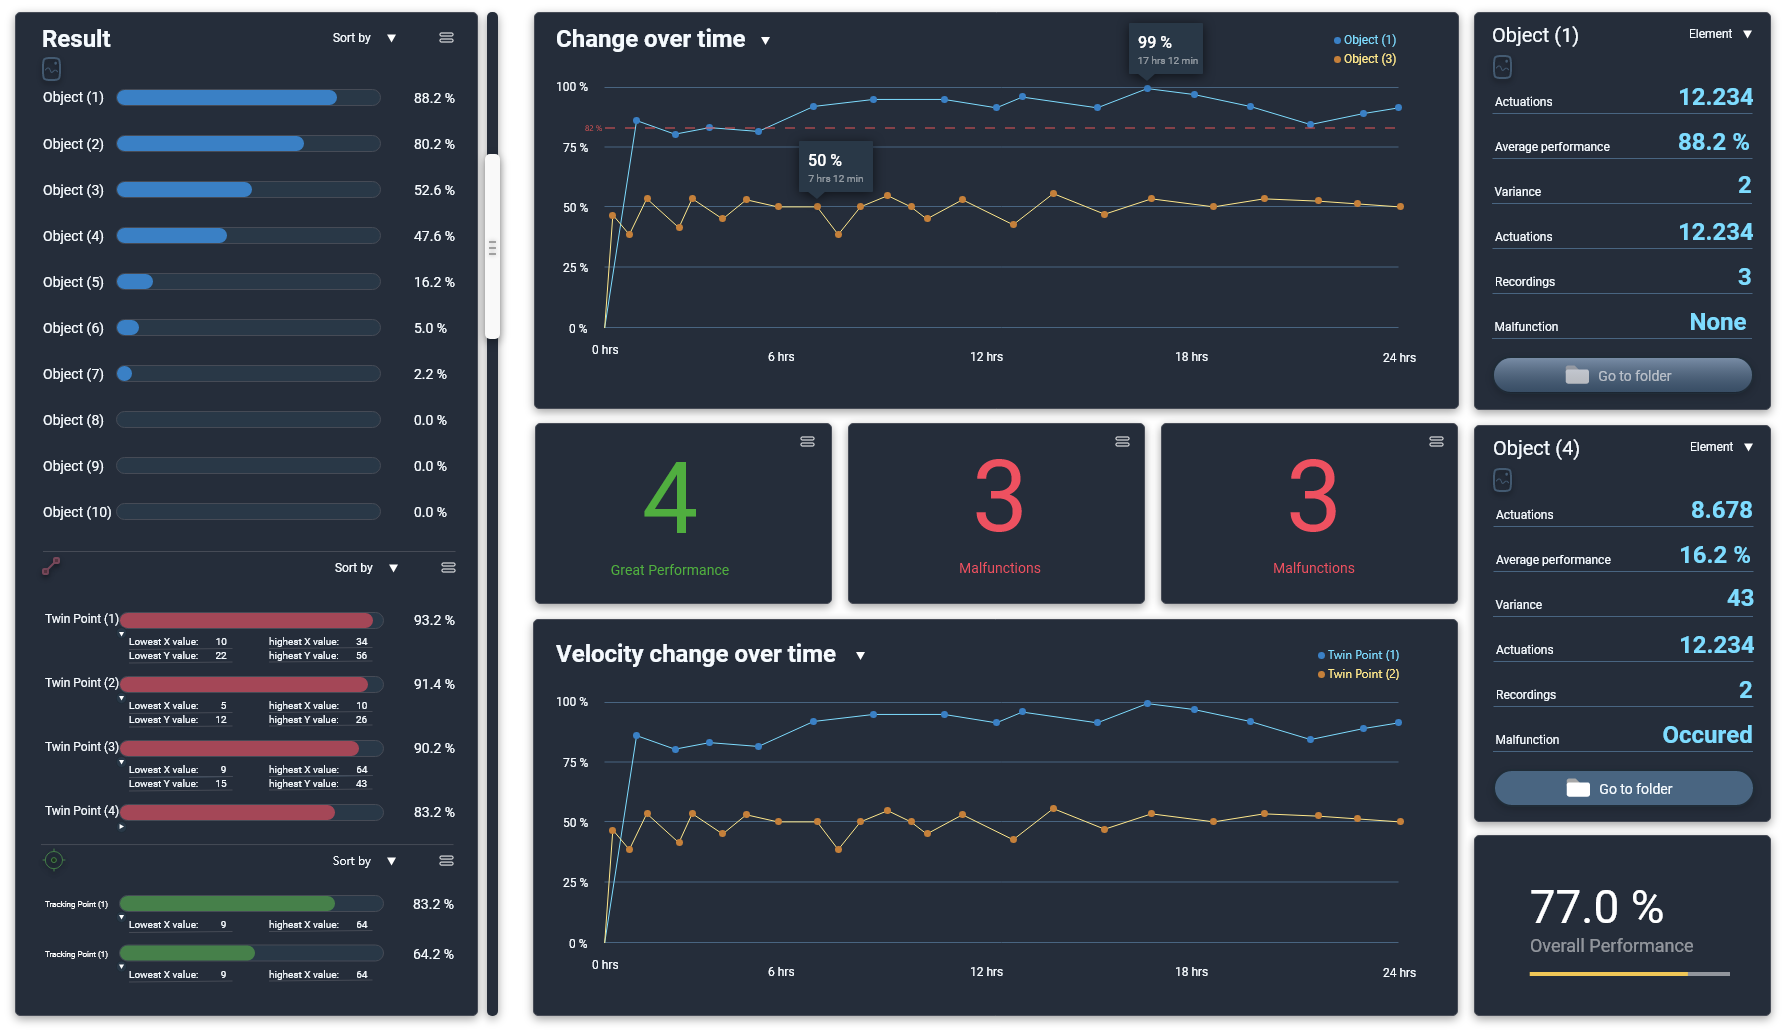 Result
Sort by
Object (1) 88.2 %
Object (2) 80.2 %
Object (3) 52.6 %
Object (4) 47.6 %
Object (5) 16.2 %
Object (6) 5.0 %
Object (7) 2.2 %
Object (8) 0.0 %
Object (9) 0.0 %
Object (10) 0.0 %
Sort by
Twin Point (1) 93.2 %
Lowest X value: 10 highest X value: 34
Lowest Y value: 22 highest Y value: 56
Twin Point (2) 91.4 %
Lowest X value: 5 highest X value: 10
Lowest Y value: 12 highest Y value: 26
Twin Point (3) 90.2 %
Lowest X value: 9 highest X value: 64
Lowest Y value: 15 highest Y value: 43
Twin Point (4) 83.2 %
Sort by
Tracking Point (1) 83.2 %
Lowest X value: 9 highest X value: 64
Tracking Point (1) 64.2 %
Lowest X value: 9 highest X value: 64
Change over time
Object (1)
Object (3)
99 %
17 hrs 12 min
100 %
82 %
75 %
50 %
7 hrs 12 min
50 %
25 %
0 %
0 hrs 6 hrs 12 hrs 18 hrs 24 hrs
4
Great Performance
3
Malfunctions
3
Malfunctions
Velocity change over time
Twin Point (1)
Twin Point (2)
100 %
75 %
50 %
25 %
0 %
0 hrs 6 hrs 12 hrs 18 hrs 24 hrs
Object (1) Element
Actuations 12.234
Average performance 88.2 %
Variance 2
Actuations 12.234
Recordings 3
Malfunction None
Go to folder
Object (4) Element
Actuations 8.678
Average performance 16.2 %
Variance 43
Actuations 12.234
Recordings 2
Malfunction Occured
Go to folder
77.0 %
Overall Performance